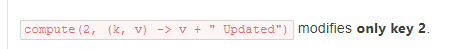 compute(2, (k, v) -> v + " Updated") modifies only key 2.